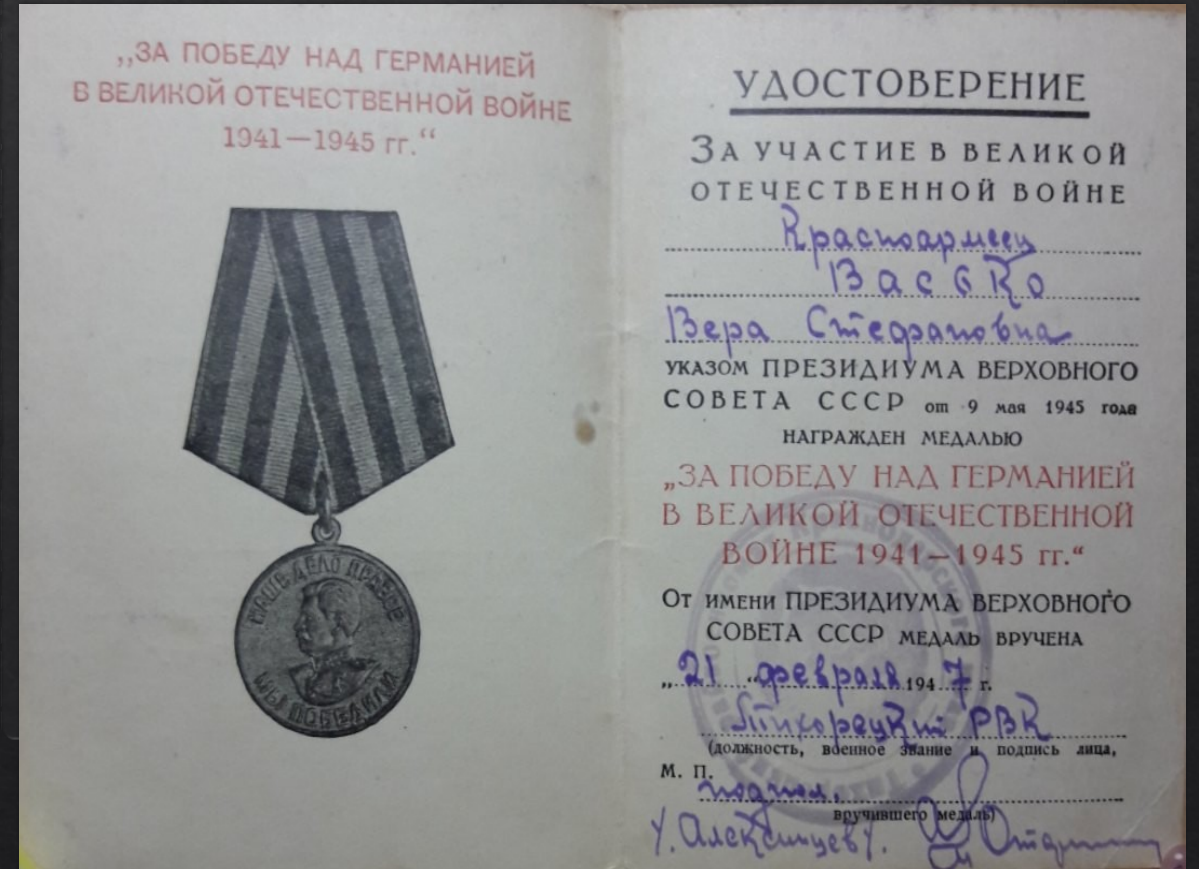 „ЗА ПОБЕДУ НАД ГЕРМАНИЕЙ
В ВЕЛИКОЙ ОТЕЧЕСТВЕННОЙ ВОЙНЕ
1941—1945 гг.“
НАШЕ ДЕЛО ПРАВОЕ
МЫ ПОБЕДИЛИ
УДОСТОВЕРЕНИЕ
ЗА УЧАСТИЕ В ВЕЛИКОЙ
ОТЕЧЕСТВЕННОЙ ВОЙНЕ
Красноармеец
Васько
Вера Стефановна
УКАЗОМ ПРЕЗИДИУМА ВЕРХОВНОГО
СОВЕТА СССР от 9 мая 1945 года
НАГРАЖДЕН МЕДАЛЬЮ
„ЗА ПОБЕДУ НАД ГЕРМАНИЕЙ
В ВЕЛИКОЙ ОТЕЧЕСТВЕННОЙ
ВОЙНЕ 1941—1945 гг.“
От имени ПРЕЗИДИУМА ВЕРХОВНОГО
СОВЕТА СССР МЕДАЛЬ ВРУЧЕНА
„21“ февраля 1947 г.
Тихорецкий РВК
(должность, военное звание и подпись лица,
М. П.
подпол.
вручившего медаль)